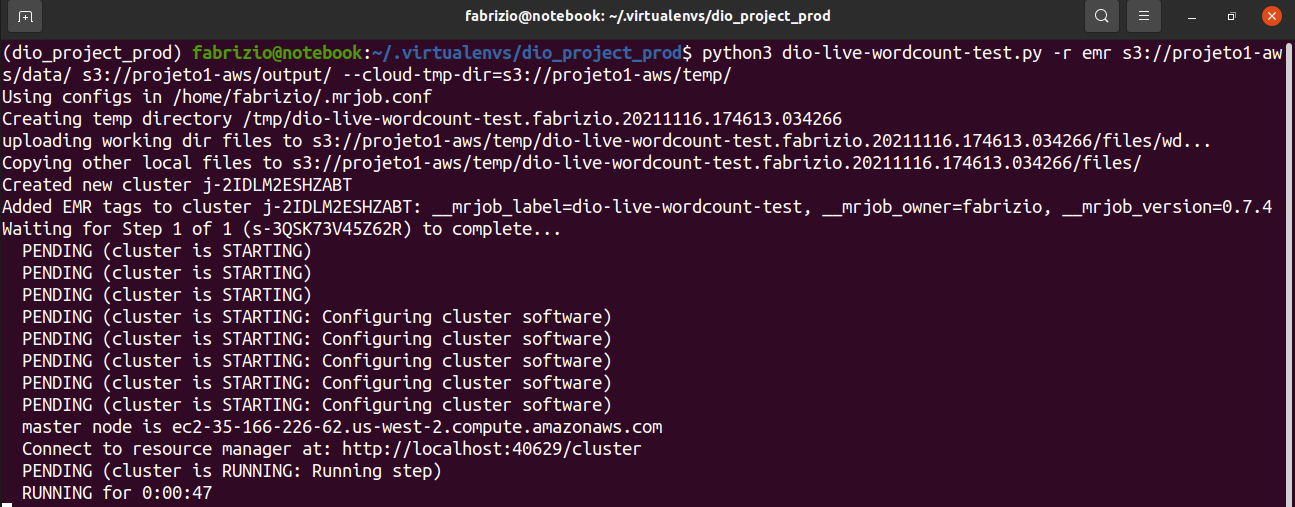 fabrizio@notebook: ~/.virtualenvs/dio_project_prod
(dio_project_prod) fabrizio@notebook:~/.virtualenvs/dio_project_prod$ python3 dio-live-wordcount-test.py -r emr s3://projeto1-aw
s/data/ s3://projeto1-aws/output/ --cloud-tmp-dir=s3://projeto1-aws/temp/
Using configs in /home/fabrizio/.mrjob.conf
Creating temp directory /tmp/dio-live-wordcount-test.fabrizio.20211116.174613.034266
uploading working dir files to s3://projeto1-aws/temp/dio-live-wordcount-test.fabrizio.20211116.174613.034266/files/wd...
Copying other local files to s3://projeto1-aws/temp/dio-live-wordcount-test.fabrizio.20211116.174613.034266/files/
Created new cluster j-2IDLM2ESHZABT
Added EMR tags to cluster j-2IDLM2ESHZABT: __mrjob_label=dio-live-wordcount-test, __mrjob_owner=fabrizio, __mrjob_version=0.7.4
Waiting for Step 1 of 1 (s-3QSK73V45Z62R) to complete...
  PENDING (cluster is STARTING)
  PENDING (cluster is STARTING)
  PENDING (cluster is STARTING)
  PENDING (cluster is STARTING: Configuring cluster software)
  PENDING (cluster is STARTING: Configuring cluster software)
  PENDING (cluster is STARTING: Configuring cluster software)
  PENDING (cluster is STARTING: Configuring cluster software)
  PENDING (cluster is STARTING: Configuring cluster software)
  master node is ec2-35-166-226-62.us-west-2.compute.amazonaws.com
  Connect to resource manager at: http://localhost:40629/cluster
  PENDING (cluster is RUNNING: Running step)
  RUNNING for 0:00:47